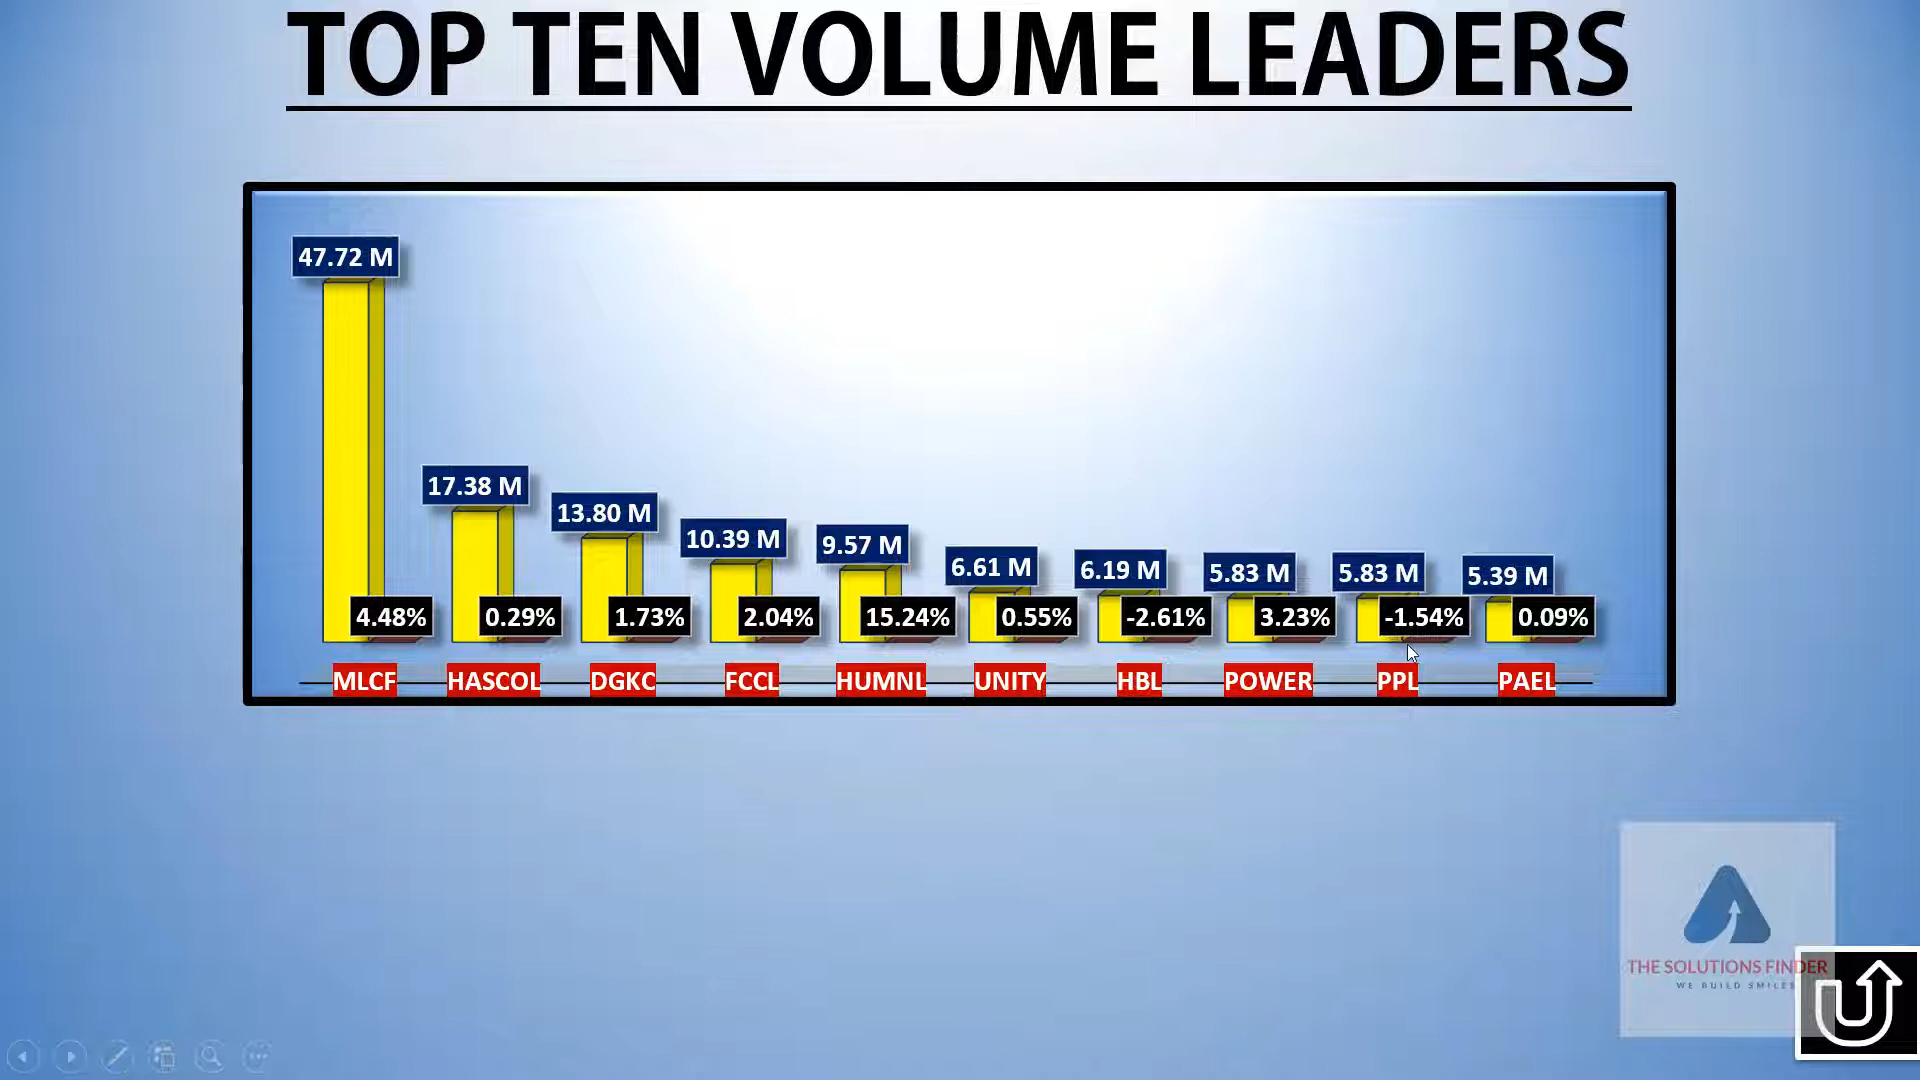 TOP TEN VOLUME LEADERS
47.72 M
17.38 M
13.80 M
10.39 M
9.57 M
6.61 M
6.19 M
5.83 M
5.83 M
5.39 M
4.48%
0.29%
1.73%
2.04%
15.24%
0.55%
-2.61%
3.23%
-1.54%
0.09%
MLCF
HASCOL
DGKC
FCCL
HUMNL
UNITY
HBL
POWER
PPL
PAEL
THE SOLUTIONS FINDER
WE BUILD SMILES